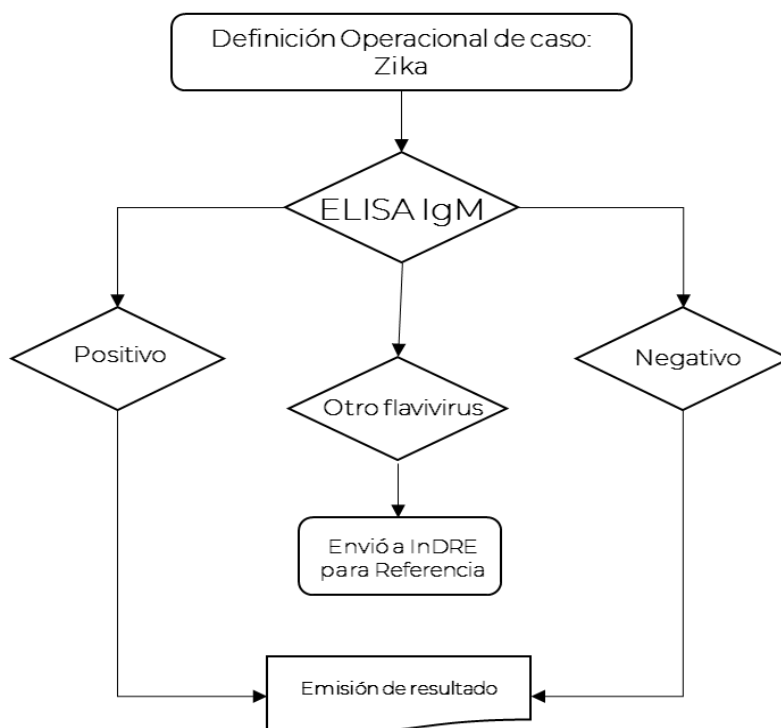 Definición Operacional de caso:
Zika
ELISA IgM
Positivo
Otro flavivirus
Negativo
Envió a InDRE
para Referencia
Emisión de resultado